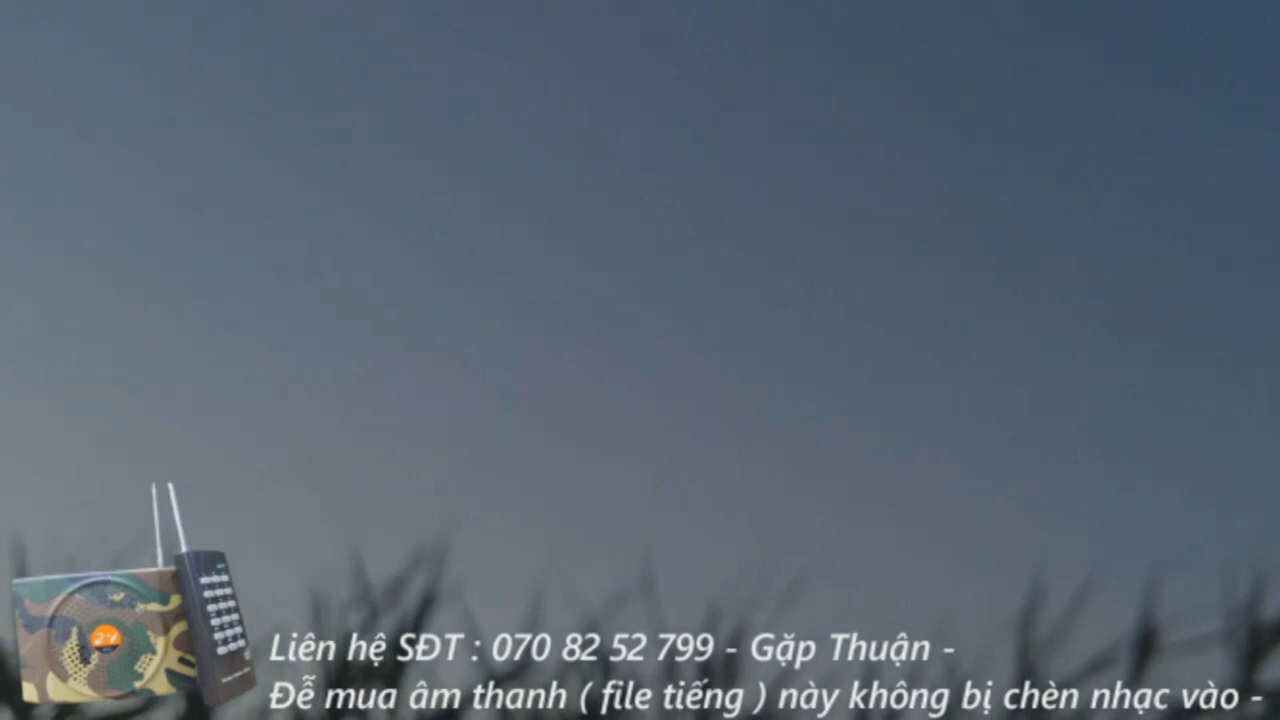 Liên hệ SĐT : 070 82 52 799 - Gặp Thuận -
Đễ mua âm thanh ( file tiếng ) này không bị chèn nhạc vào -